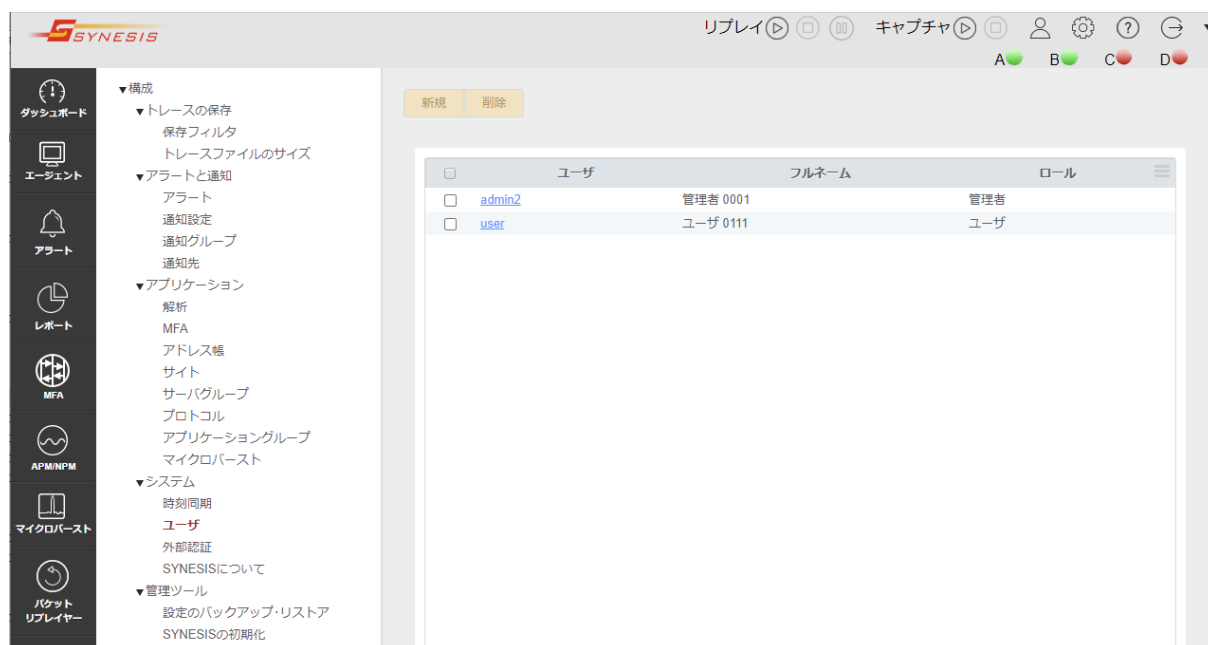 SYNESIS
リプレイ キャプチャ ?
A B C D
ダッシュボード
エージェント
アラート
レポート
MFA
APM/NPM
マイクロバースト
パケット
リプレイヤー
▼構成
▼トレースの保存
保存フィルタ
トレースファイルのサイズ
▼アラートと通知
アラート
通知設定
通知グループ
通知先
▼アプリケーション
解析
MFA
アドレス帳
サイト
サーバグループ
プロトコル
アプリケーショングループ
マイクロバースト
▼システム
時刻同期
ユーザ
外部認証
SYNESISについて
▼管理ツール
設定のバックアップ・リストア
SYNESISの初期化
新規 削除
ユーザ フルネーム ロール
admin2 管理者 0001 管理者
user ユーザ 0111 ユーザ